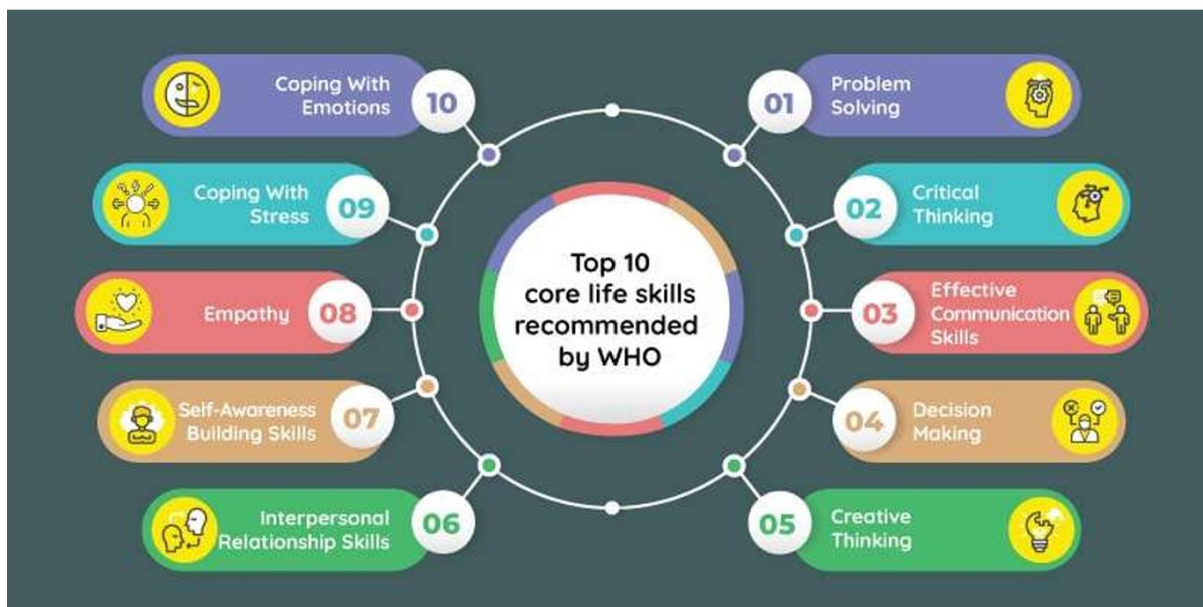 Top 10
core life skills
recommended
by WHO
01
Problem
Solving
02
Critical
Thinking
03
Effective
Communication
Skills
04
Decision
Making
05
Creative
Thinking
06
Interpersonal
Relationship Skills
07
Self-Awareness
Building Skills
08
Empathy
09
Coping With
Stress
10
Coping With
Emotions